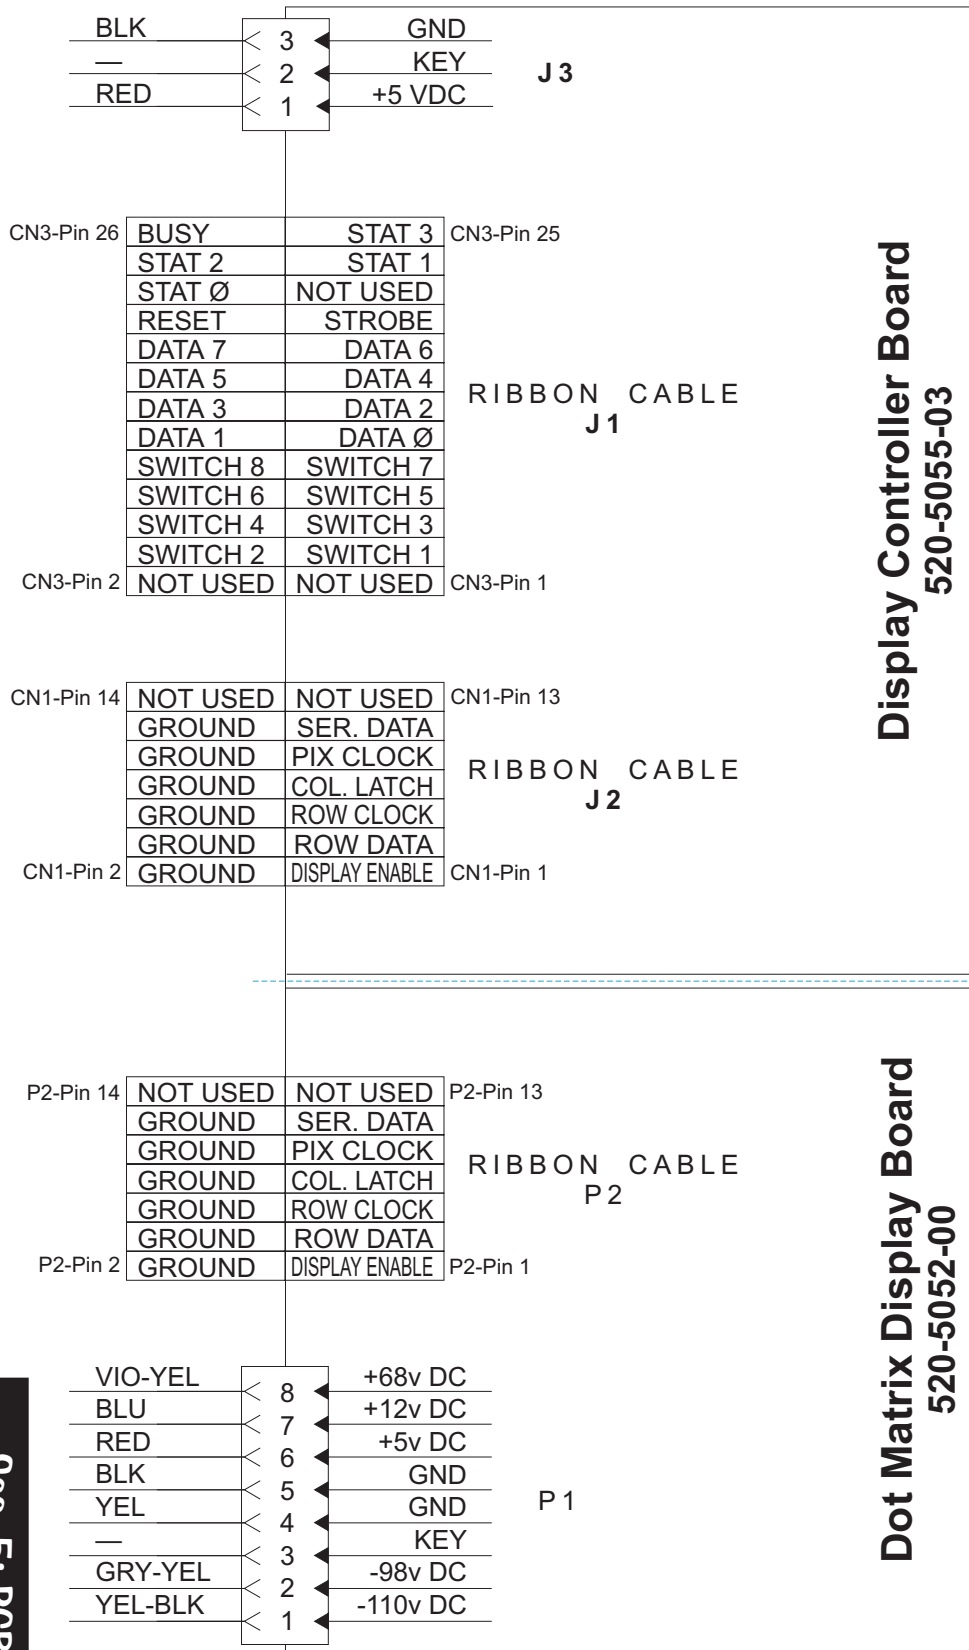 BLK 3 GND
— 2 KEY
RED 1 +5 VDC
J 3
CN3-Pin 26 BUSY STAT 3 CN3-Pin 25
STAT 2 STAT 1
STAT Ø NOT USED
RESET STROBE
DATA 7 DATA 6
DATA 5 DATA 4
DATA 3 DATA 2
DATA 1 DATA Ø
SWITCH 8 SWITCH 7
SWITCH 6 SWITCH 5
SWITCH 4 SWITCH 3
SWITCH 2 SWITCH 1
CN3-Pin 2 NOT USED NOT USED CN3-Pin 1
RIBBON CABLE
J 1
Display Controller Board
520-5055-03
CN1-Pin 14 NOT USED NOT USED CN1-Pin 13
GROUND SER. DATA
GROUND PIX CLOCK
GROUND COL. LATCH
GROUND ROW CLOCK
GROUND ROW DATA
CN1-Pin 2 GROUND DISPLAY ENABLE CN1-Pin 1
RIBBON CABLE
J 2
P2-Pin 14 NOT USED NOT USED P2-Pin 13
GROUND SER. DATA
GROUND PIX CLOCK
GROUND COL. LATCH
GROUND ROW CLOCK
GROUND ROW DATA
P2-Pin 2 GROUND DISPLAY ENABLE P2-Pin 1
RIBBON CABLE
P 2
Dot Matrix Display Board
520-5052-00
VIO-YEL 8 +68v DC
BLU 7 +12v DC
RED 6 +5v DC
BLK 5 GND
YEL 4 GND
— 3 KEY
GRY-YEL 2 -98v DC
YEL-BLK 1 -110v DC
P 1